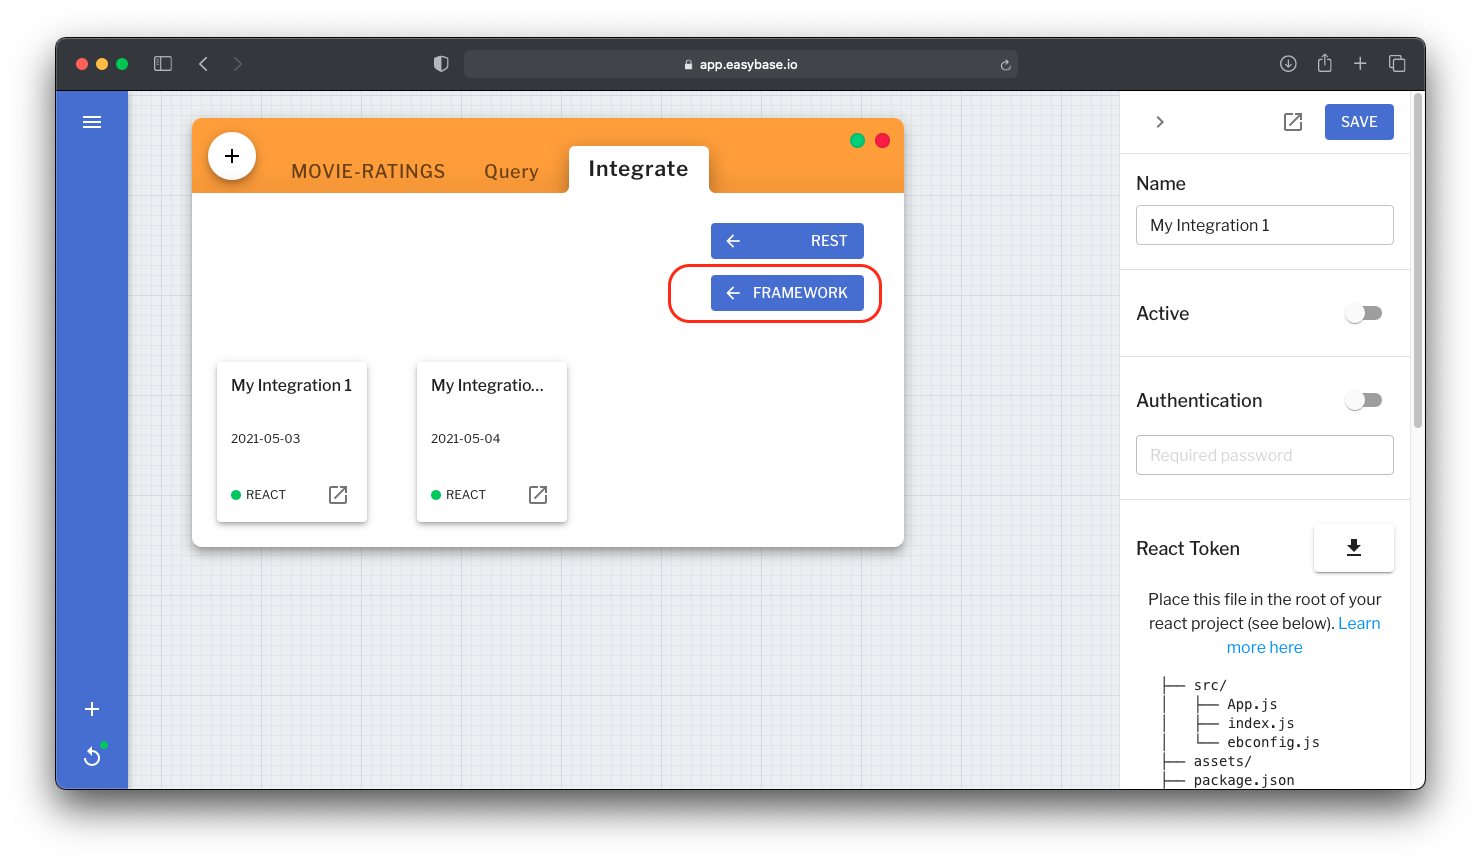 app.easybase.io
MOVIE-RATINGS Query Integrate
REST
FRAMEWORK
My Integration 1
2021-05-03
REACT
My Integratio...
2021-05-04
REACT
SAVE
Name
My Integration 1
Active
Authentication
Required password
React Token
Place this file in the root of your
react project (see below). Learn
more here
├── src/
│   ├── App.js
│   ├── index.js
│   └── ebconfig.js
├── assets/
├── package.json